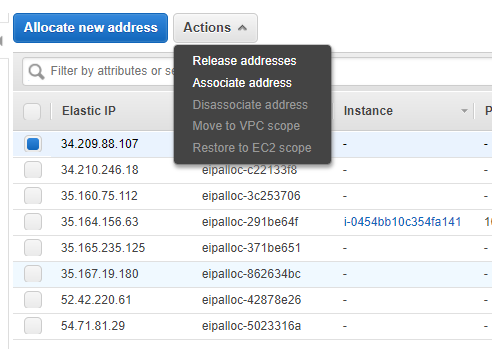 Allocate new address
Actions
Release addresses
Associate address
Disassociate address
Move to VPC scope
Restore to EC2 scope
Filter by attributes or se
Elastic IP Instance P
34.209.88.107 -
34.210.246.18 eipalloc-c22133f8 -
35.160.75.112 eipalloc-3c253706 -
35.164.156.63 eipalloc-291be64f i-0454bb10c354fa141 10
35.165.235.125 eipalloc-371be651 -
35.167.19.180 eipalloc-862634bc -
52.42.220.61 eipalloc-42878e26 -
54.71.81.29 eipalloc-5023316a -